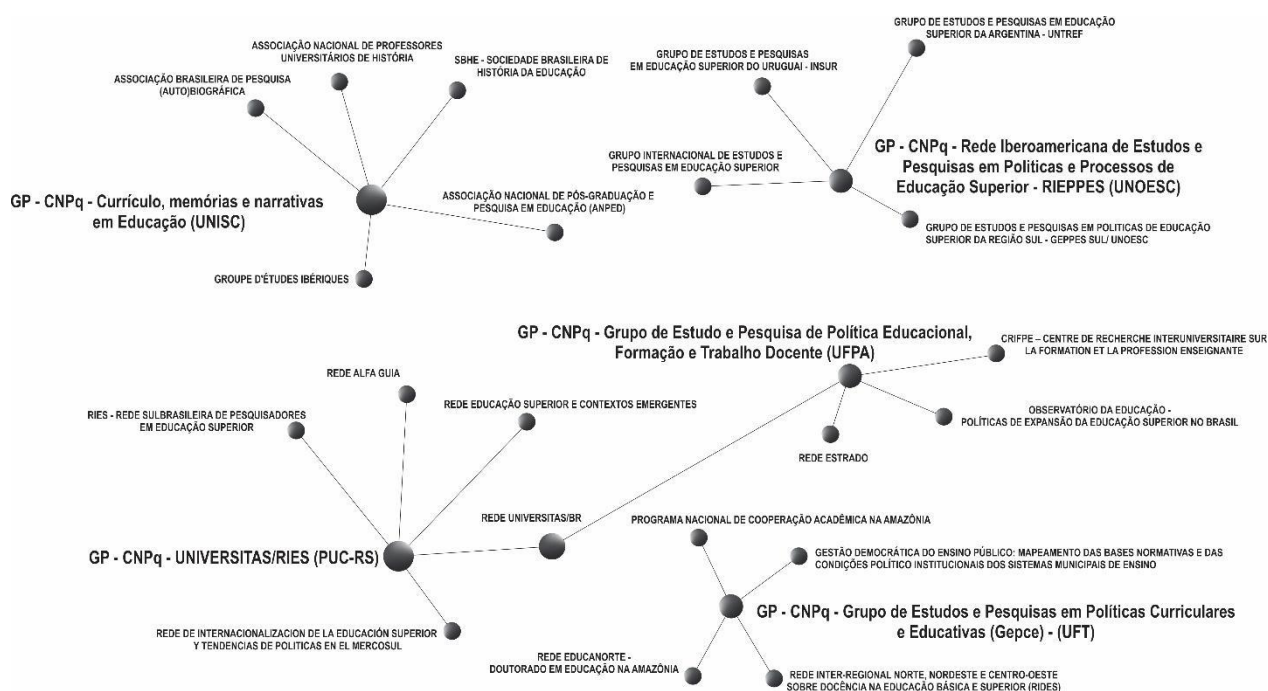 ASSOCIAÇÃO NACIONAL DE PROFESSORES
UNIVERSITÁRIOS DE HISTÓRIA
SBHE - SOCIEDADE BRASILEIRA DE
HISTÓRIA DA EDUCAÇÃO
ASSOCIAÇÃO BRASILEIRA DE PESQUISA
(AUTO)BIOGRÁFICA
GP - CNPq - Currículo, memórias e narrativas
em Educação (UNISC)
ASSOCIAÇÃO NACIONAL DE PÓS-GRADUAÇÃO E
PESQUISA EM EDUCAÇÃO (ANPED)
GROUPE D'ÉTUDES IBÉRIQUES
GRUPO DE ESTUDOS E PESQUISAS EM EDUCAÇÃO
SUPERIOR DA ARGENTINA - UNTREF
GRUPO DE ESTUDOS E PESQUISAS
EM EDUCAÇÃO SUPERIOR DO URUGUAI - INSUR
GRUPO INTERNACIONAL DE ESTUDOS E
PESQUISAS EM EDUCAÇÃO SUPERIOR
GP - CNPq - Rede Iberoamericana de Estudos e
Pesquisas em Políticas e Processos de
Educação Superior - RIEPPES (UNOESC)
GRUPO DE ESTUDOS E PESQUISAS EM POLITICAS DE EDUCAÇÃO
SUPERIOR DA REGIÃO SUL - GEPPES SUL/ UNOESC
GP - CNPq - Grupo de Estudo e Pesquisa de Política Educacional,
Formação e Trabalho Docente (UFPA)
CRIFPE – CENTRE DE RECHERCHE INTERUNIVERSITAIRE SUR
LA FORMATION ET LA PROFESSION ENSEIGNANTE
OBSERVATÓRIO DA EDUCAÇÃO -
POLÍTICAS DE EXPANSÃO DA EDUCAÇÃO SUPERIOR NO BRASIL
REDE ESTRADO
REDE ALFA GUIA
RIES - REDE SULBRASILEIRA DE PESQUISADORES
EM EDUCAÇÃO SUPERIOR
REDE EDUCAÇÃO SUPERIOR E CONTEXTOS EMERGENTES
REDE UNIVERSITAS/BR
GP - CNPq - UNIVERSITAS/RIES (PUC-RS)
REDE DE INTERNACIONALIZACION DE LA EDUCACIÓN SUPERIOR
Y TENDENCIAS DE POLITICAS EN EL MERCOSUL
PROGRAMA NACIONAL DE COOPERAÇÃO ACADÊMICA NA AMAZÔNIA
GESTÃO DEMOCRÁTICA DO ENSINO PÚBLICO: MAPEAMENTO DAS BASES NORMATIVAS E DAS
CONDIÇÕES POLÍTICO INSTITUCIONAIS DOS SISTEMAS MUNICIPAIS DE ENSINO
GP - CNPq - Grupo de Estudos e Pesquisas em Políticas Curriculares
e Educativas (Gepce) - (UFT)
REDE EDUCANORTE -
DOUTORADO EM EDUCAÇÃO NA AMAZÔNIA
REDE INTER-REGIONAL NORTE, NORDESTE E CENTRO-OESTE
SOBRE DOCÊNCIA NA EDUCAÇÃO BÁSICA E SUPERIOR (RIDES)